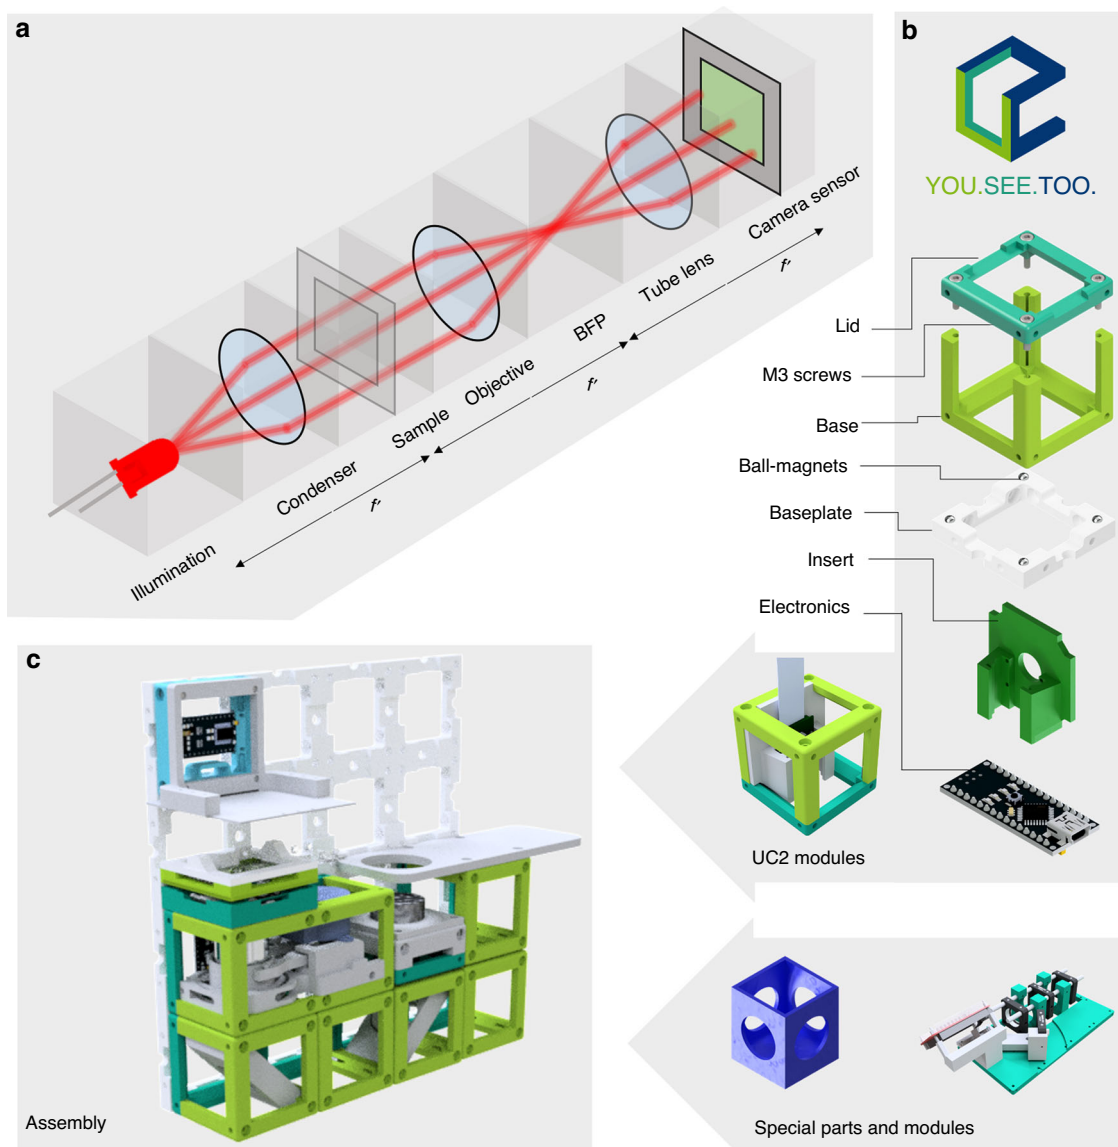 a
Illumination
Condenser
Sample
Objective
BFP
Tube lens
Camera sensor
f′
f′
f′
b
YOU.SEE.TOO.
Lid
M3 screws
Base
Ball-magnets
Baseplate
Insert
Electronics
UC2 modules
Special parts and modules
c
Assembly